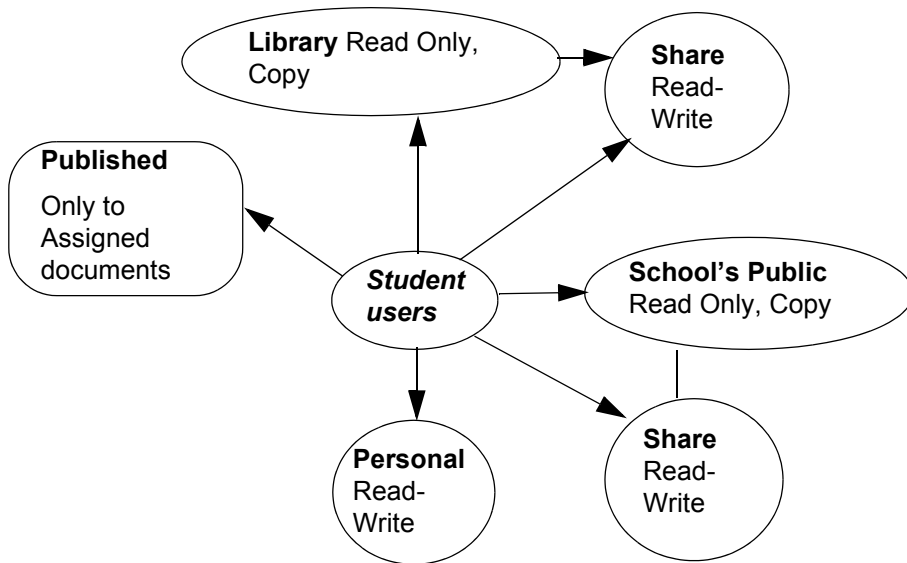 Library Read Only,
Copy
Share
Read-
Write
Published
Only to
Assigned
documents
Student
users
School's Public
Read Only, Copy
Personal
Read-
Write
Share
Read-
Write